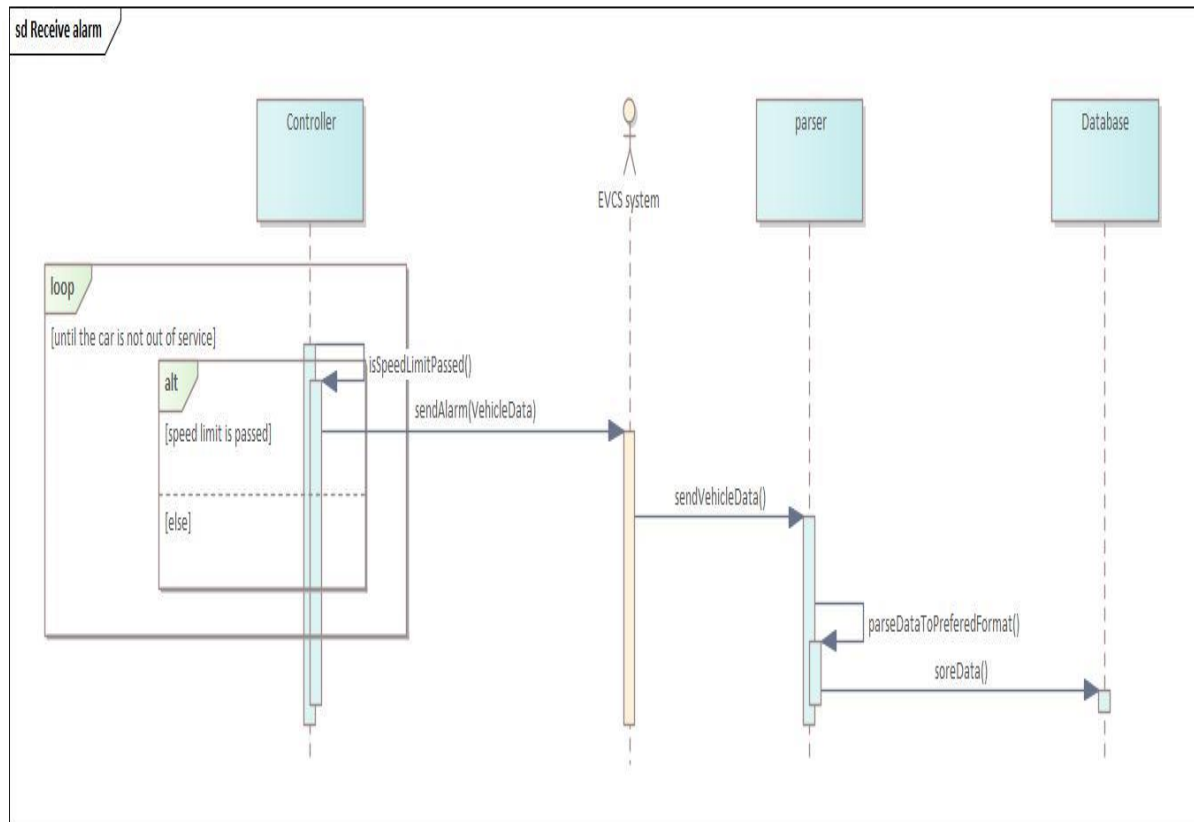 sd Receive alarm
Controller
EVCS system
parser
Database
loop
[until the car is not out of service]
isSpeedLimitPassed()
alt
sendAlarm(VehicleData)
[speed limit is passed]
sendVehicleData()
[else]
parseDataToPreferedFormat()
soreData()